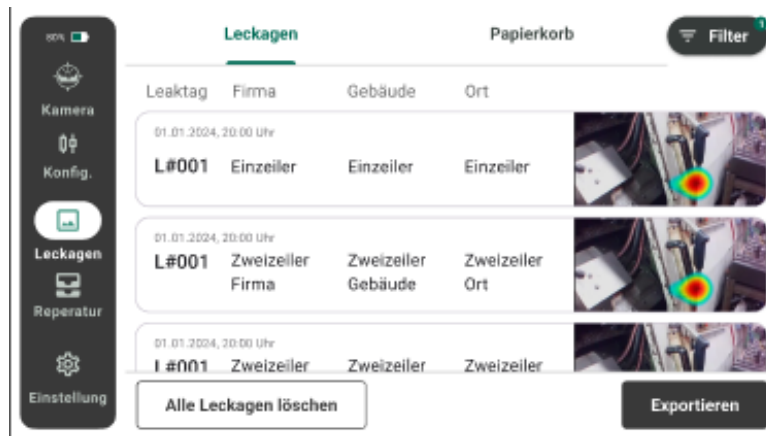 80%
Kamera
Konfig.
Leckagen
Reperatur
Einstellung
Leckagen
Papierkorb
Filter
1
Leaktag Firma Gebäude Ort
01.01.2024, 20:00 Uhr
L#001 Einzeiler Einzeiler Einzeiler
01.01.2024, 20:00 Uhr
L#001 Zweizeiler Zweizeiler Zweizeiler
Firma Gebäude Ort
01.01.2024, 20:00 Uhr
L#001 Zweizeiler Zweizeiler Zweizeiler
Alle Leckagen löschen
Exportieren